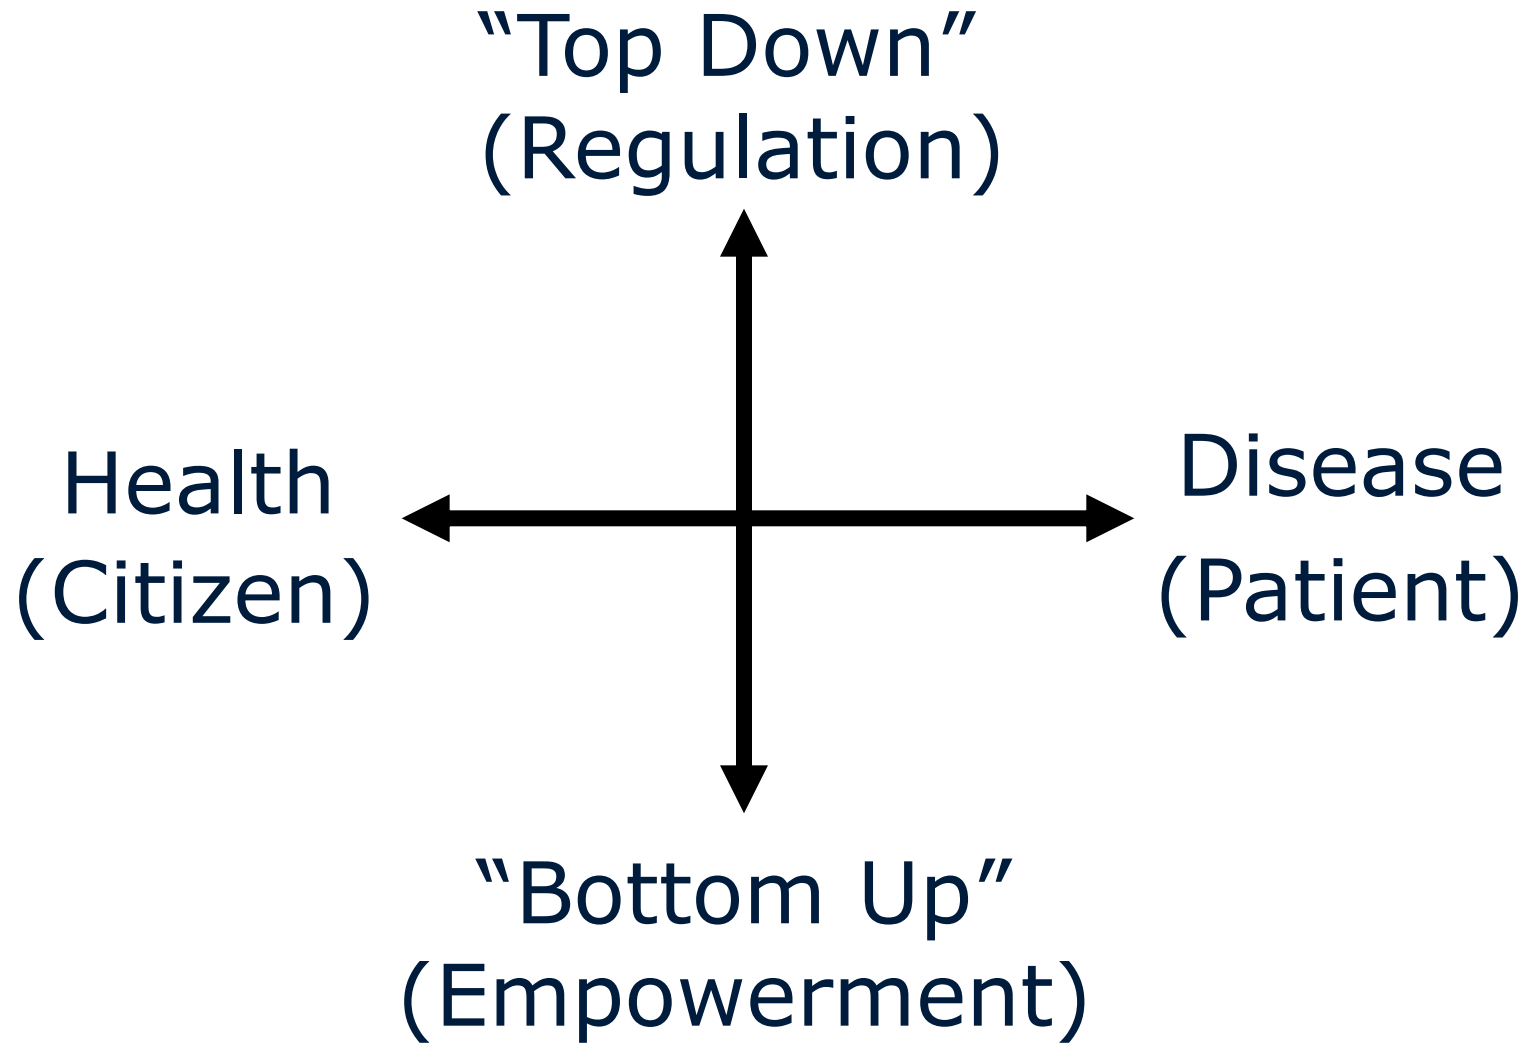 “Top Down”
(Regulation)
Health
(Citizen)
Disease
(Patient)
“Bottom Up”
(Empowerment)